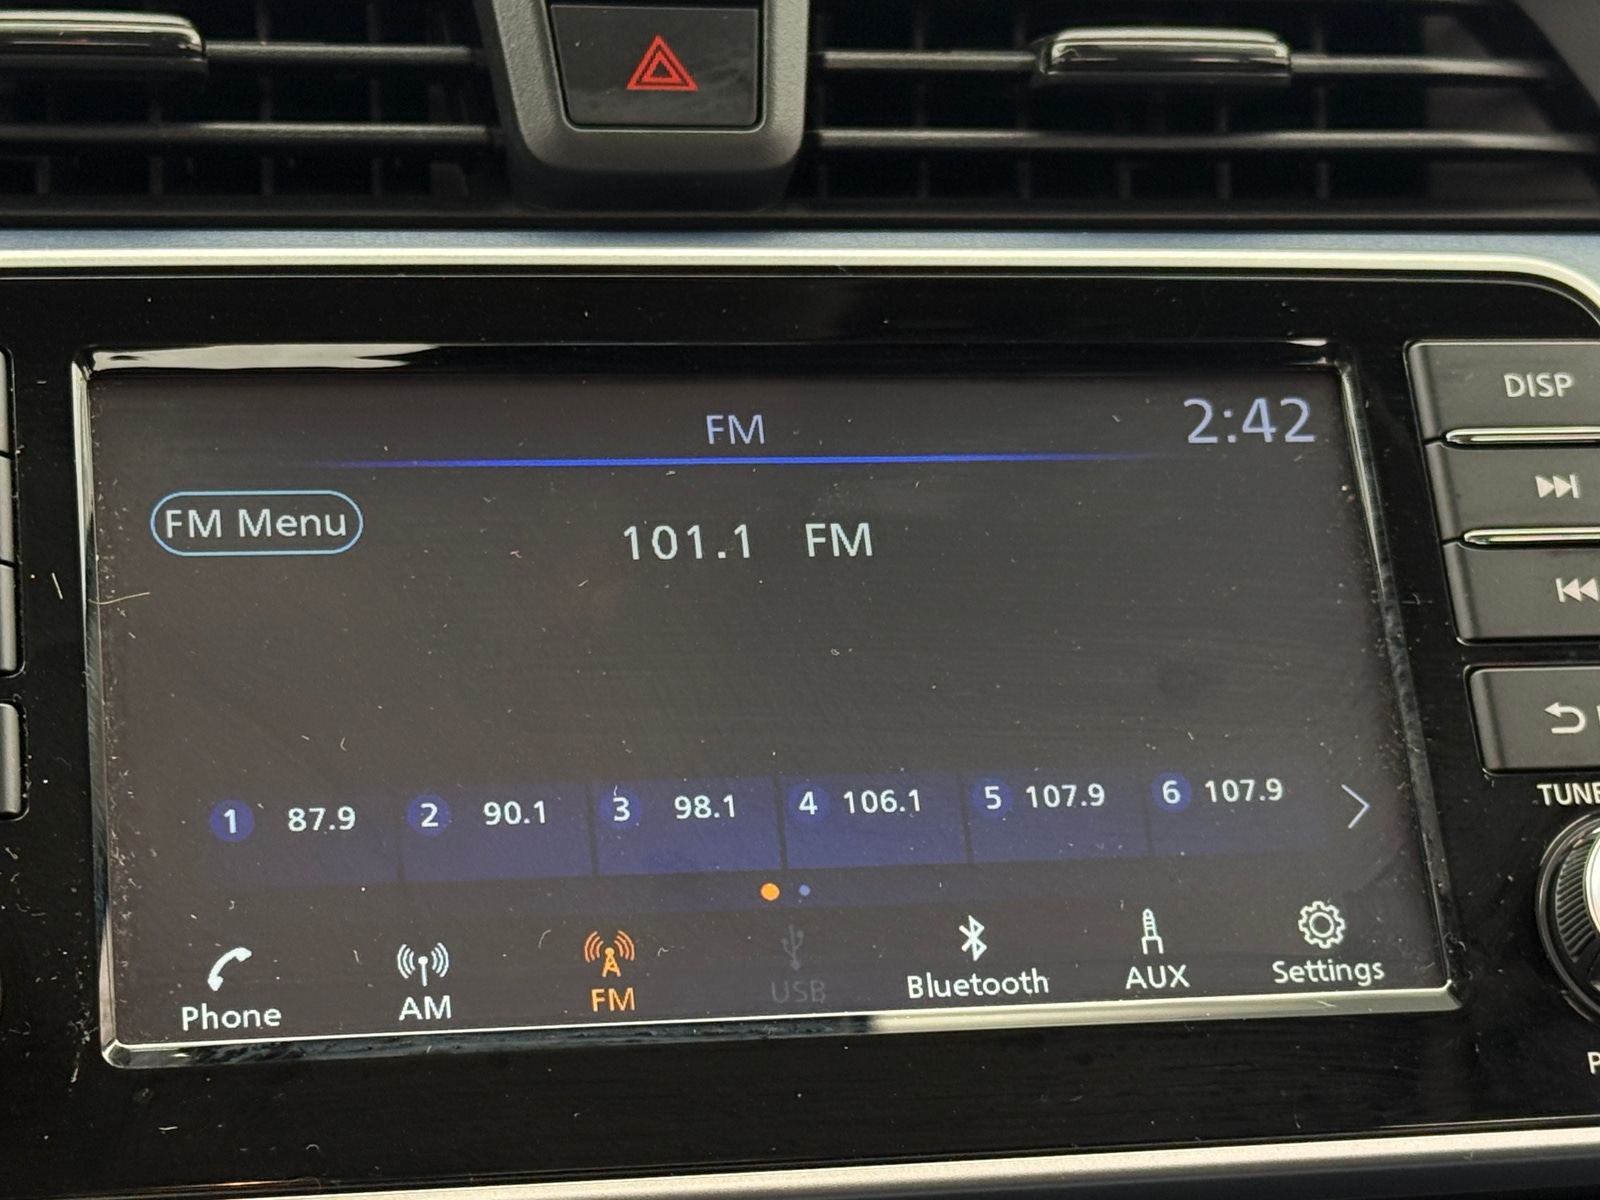 FM
2:42
DISP
FM Menu
101.1 FM
1 87.9 2 90.1 3 98.1 4 106.1 5 107.9 6 107.9
TUNE
Phone AM FM USB Bluetooth AUX Settings